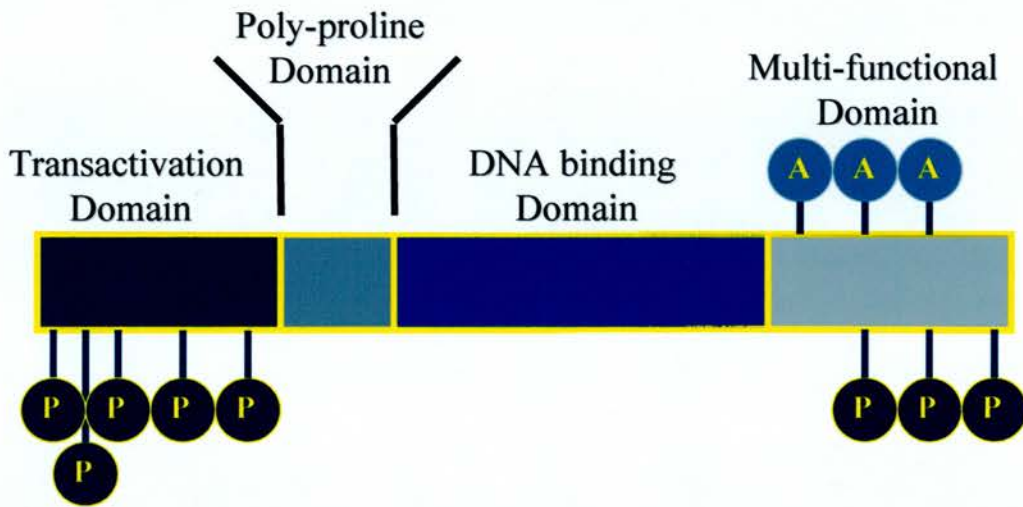 Poly-proline
Domain
Multi-functional
Domain
Transactivation
Domain
DNA binding
Domain
A A A
P P P P P P P
P